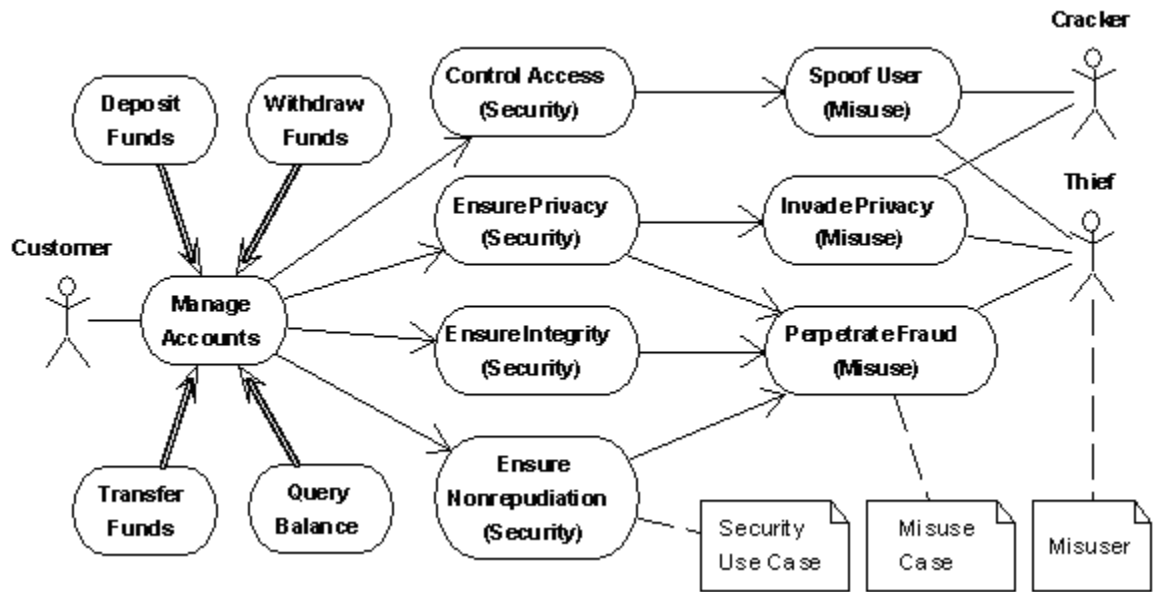 Cracker
Control Access
(Security)
Spoof User
(Misuse)
Deposit
Funds
Withdraw
Funds
Thief
Ensure Privacy
(Security)
Invade Privacy
(Misuse)
Customer
Manage
Accounts
Ensure Integrity
(Security)
Perpetrate Fraud
(Misuse)
Ensure
Nonrepudiation
(Security)
Transfer
Funds
Query
Balance
Security
Use Case
Misuse
Case
Misuser